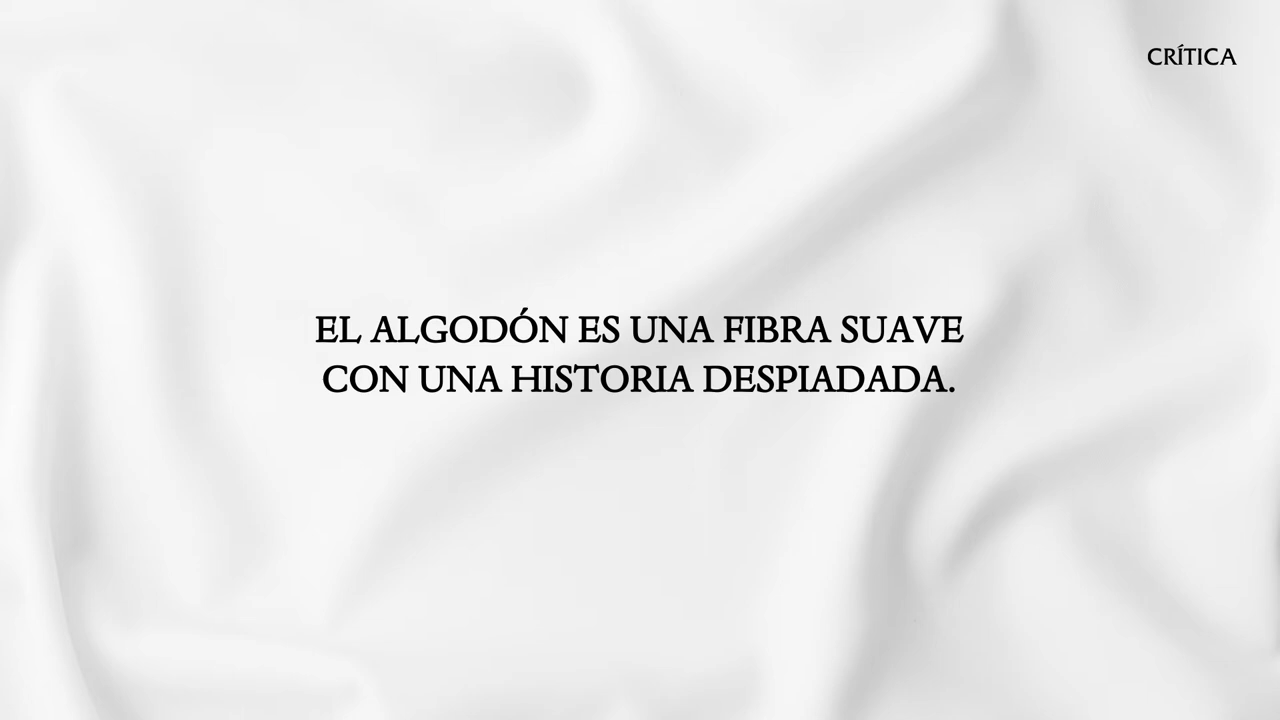 CRÍTICA
EL ALGODÓN ES UNA FIBRA SUAVE
CON UNA HISTORIA DESPIADADA.